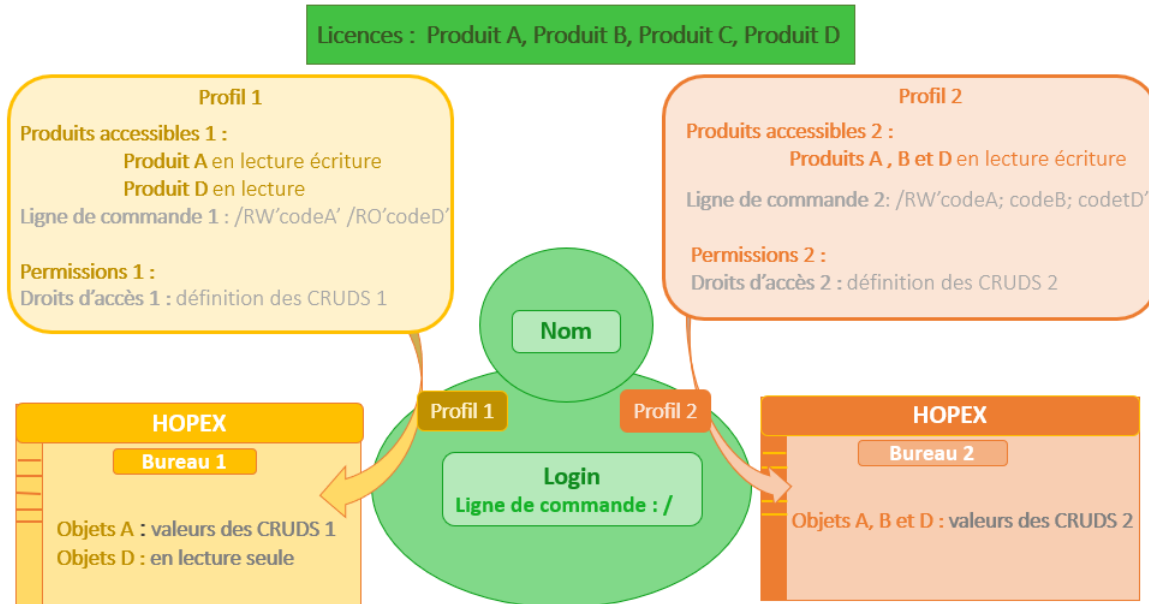 Licences : Produit A, Produit B, Produit C, Produit D
Profil 1
Produits accessibles 1 :
Produit A en lecture écriture
Produit D en lecture
Ligne de commande 1 : /RW'codeA' /RO'codeD'
Permissions 1 :
Droits d'accès 1 : définition des CRUDS 1
Profil 2
Produits accessibles 2 :
Produits A , B et D en lecture écriture
Ligne de commande 2: /RW'codeA; codeB; codetD'
Permissions 2 :
Droits d'accès 2 : définition des CRUDS 2
Nom
Profil 1
Profil 2
Login
Ligne de commande : /
HOPEX
Bureau 1
Objets A : valeurs des CRUDS 1
Objets D : en lecture seule
HOPEX
Bureau 2
Objets A, B et D : valeurs des CRUDS 2